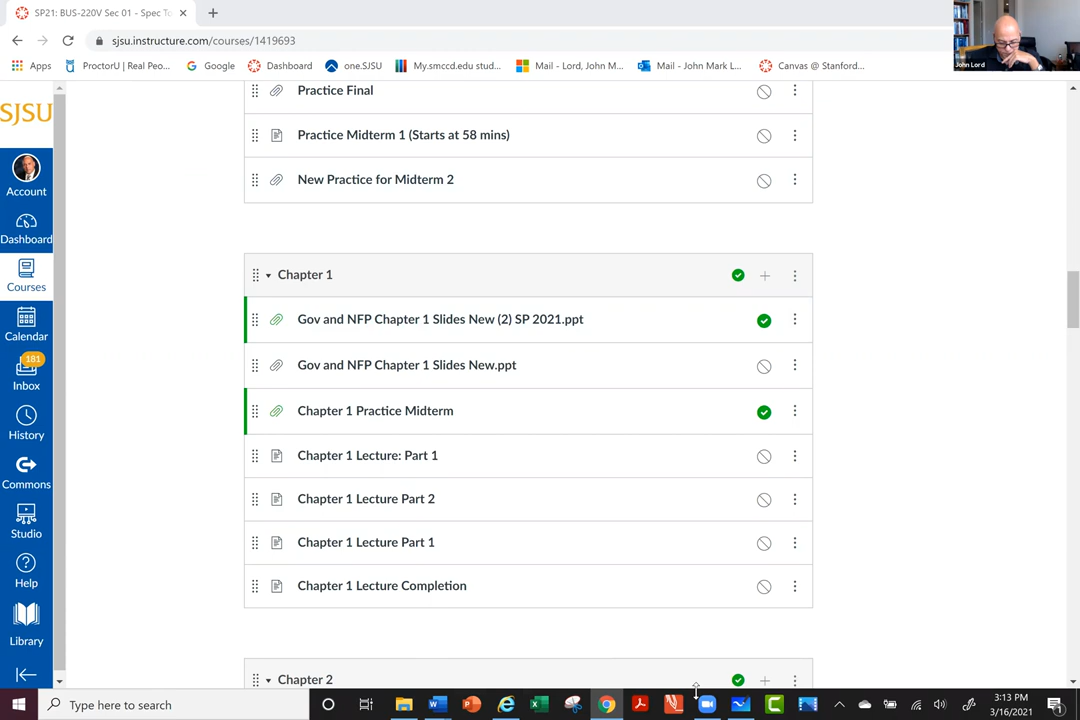 SP21: BUS-220V Sec 01 - Spec To
sjsu.instructure.com/courses/1419693
Apps
ProctorU | Real Peo...
Google
Dashboard
one.SJSU
My.smccd.edu stud...
Mail - Lord, John M...
Mail - John Mark L...
Canvas @ Stanford...
John Lord
SJSU
Account
Dashboard
Courses
Calendar
181
Inbox
History
Commons
Studio
Help
Library
Practice Final
Practice Midterm 1 (Starts at 58 mins)
New Practice for Midterm 2
Chapter 1
Gov and NFP Chapter 1 Slides New (2) SP 2021.ppt
Gov and NFP Chapter 1 Slides New.ppt
Chapter 1 Practice Midterm
Chapter 1 Lecture: Part 1
Chapter 1 Lecture Part 2
Chapter 1 Lecture Part 1
Chapter 1 Lecture Completion
Chapter 2
Type here to search
3:13 PM
3/16/2021